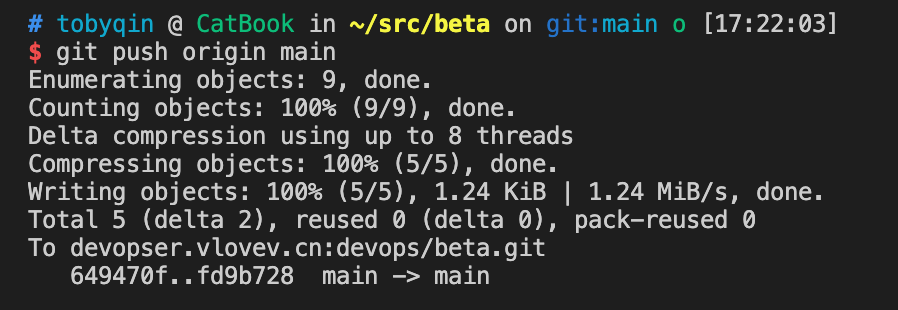 # tobyqin @ CatBook in ~/src/beta on git:main o [17:22:03]
$ git push origin main
Enumerating objects: 9, done.
Counting objects: 100% (9/9), done.
Delta compression using up to 8 threads
Compressing objects: 100% (5/5), done.
Writing objects: 100% (5/5), 1.24 KiB | 1.24 MiB/s, done.
Total 5 (delta 2), reused 0 (delta 0), pack-reused 0
To devopser.vlovev.cn:devops/beta.git
   649470f..fd9b728  main -> main